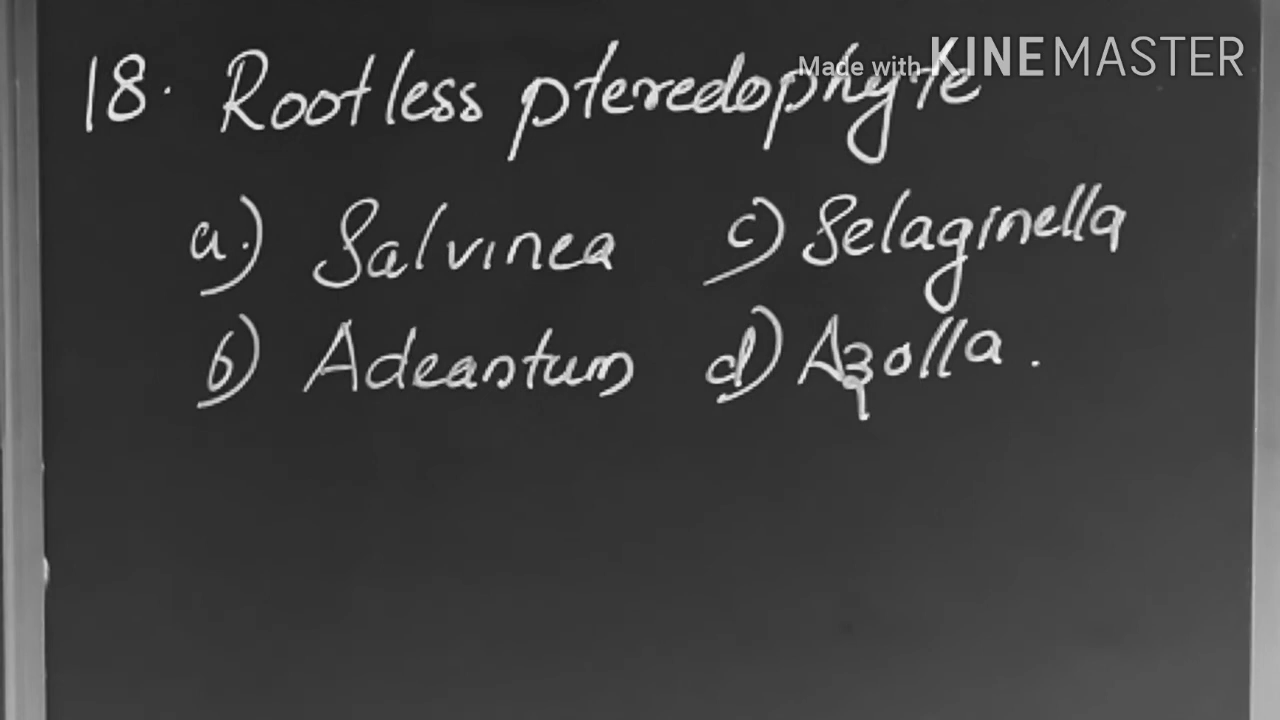 18. Rootless pteredophyte
Made with KINEMASTER
a.) Salvinea c) Selaginella
b) Adeantum d) Azolla.